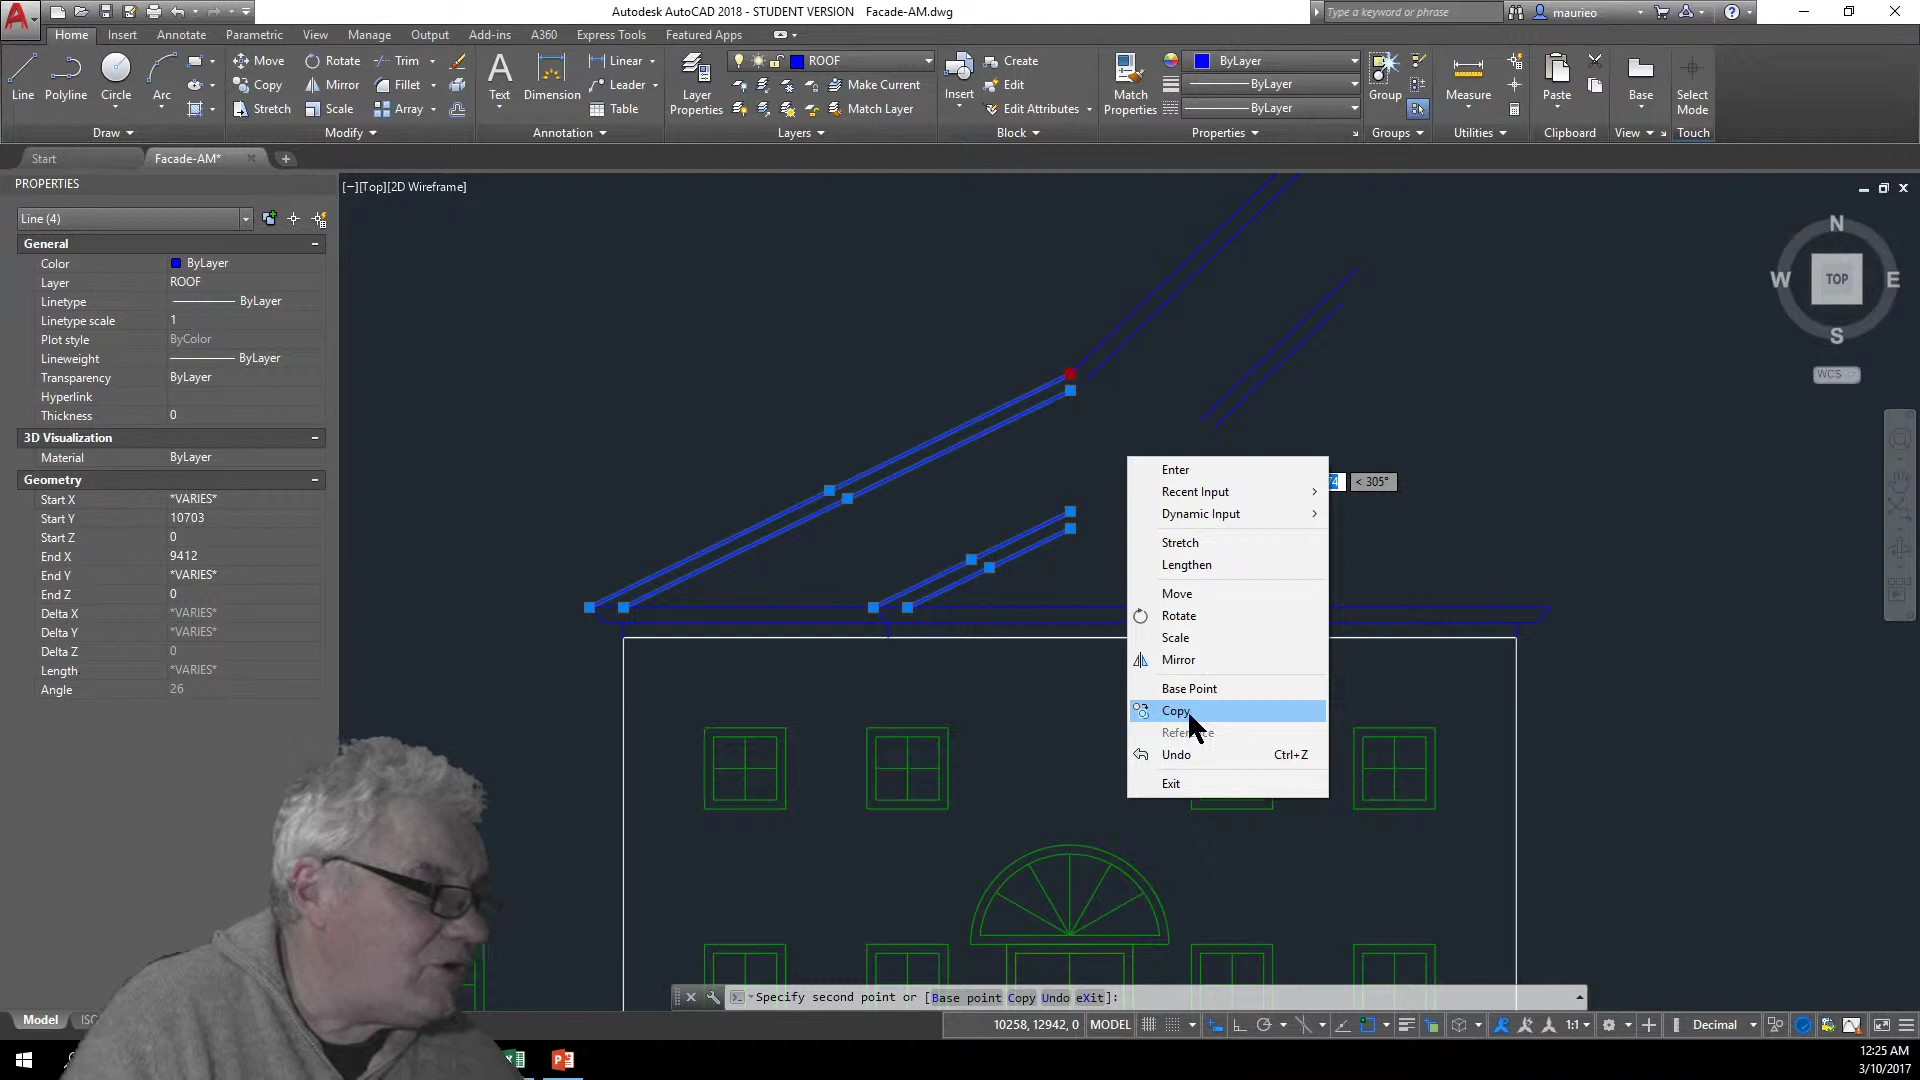 Autodesk AutoCAD 2018 - STUDENT VERSION Facade-AM.dwg
Type a keyword or phrase
maurieo
Home Insert Annotate Parametric View Manage Output Add-ins A360 Express Tools Featured Apps
Line Polyline Circle Arc
Move Rotate Trim
Copy Mirror Fillet
Stretch Scale Array
Text Dimension
Linear
Leader
Table
Layer Properties
ROOF
Make Current
Match Layer
Insert
Create
Edit
Edit Attributes
Match Properties
ByLayer
ByLayer
ByLayer
Group
Measure
Paste
Base
Select Mode
Draw Modify Annotation Layers Block Properties Groups Utilities Clipboard View Touch
Start Facade-AM*
PROPERTIES
[−][Top][2D Wireframe]
Line (4)
General
Color ByLayer
Layer ROOF
Linetype ByLayer
Linetype scale 1
Plot style ByColor
Lineweight ByLayer
Transparency ByLayer
Hyperlink
Thickness 0
3D Visualization
Material ByLayer
Geometry
Start X *VARIES*
Start Y 10703
Start Z 0
End X 9412
End Y *VARIES*
End Z 0
Delta X *VARIES*
Delta Y *VARIES*
Delta Z 0
Length *VARIES*
Angle 26
N
W TOP E
S
WCS
< 305°
Enter
Recent Input
Dynamic Input
Stretch
Lengthen
Move
Rotate
Scale
Mirror
Base Point
Copy
Reference
Undo Ctrl+Z
Exit
Specify second point or [Base point Copy Undo eXit]:
Model
10258, 12942, 0 MODEL
1:1
Decimal
12:25 AM
3/10/2017